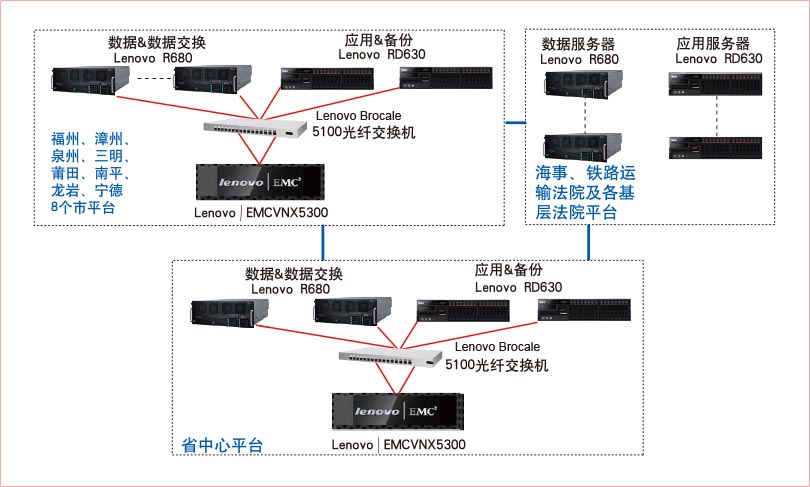 数据&数据交换
Lenovo R680
应用&备份
Lenovo RD630
Lenovo Brocale
5100光纤交换机
福州、漳州、
泉州、三明、
莆田、南平、
龙岩、宁德
8个市平台
lenovo EMC²
Lenovo | EMCVNX5300
数据服务器
Lenovo R680
应用服务器
Lenovo RD630
海事、铁路运
输法院及各基
层法院平台
数据&数据交换
Lenovo R680
应用&备份
Lenovo RD630
Lenovo Brocale
5100光纤交换机
lenovo EMC²
省中心平台
Lenovo | EMCVNX5300